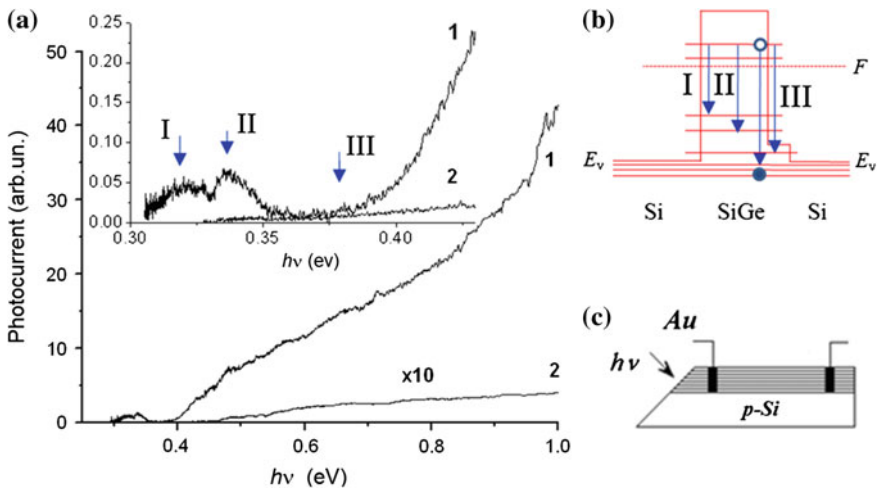 (a)
Photocurrent (arb.un.)
50
40
30
20
10
0
0.4
0.6
0.8
1.0
hν (eV)
1
x10
2
0.25
0.20
0.15
0.10
0.05
0.00
0.30
0.35
0.40
hν (ev)
I
II
III
1
2
(b)
F
I
II
III
Ev
Ev
Si
SiGe
Si
(c)
Au
hν
p-Si